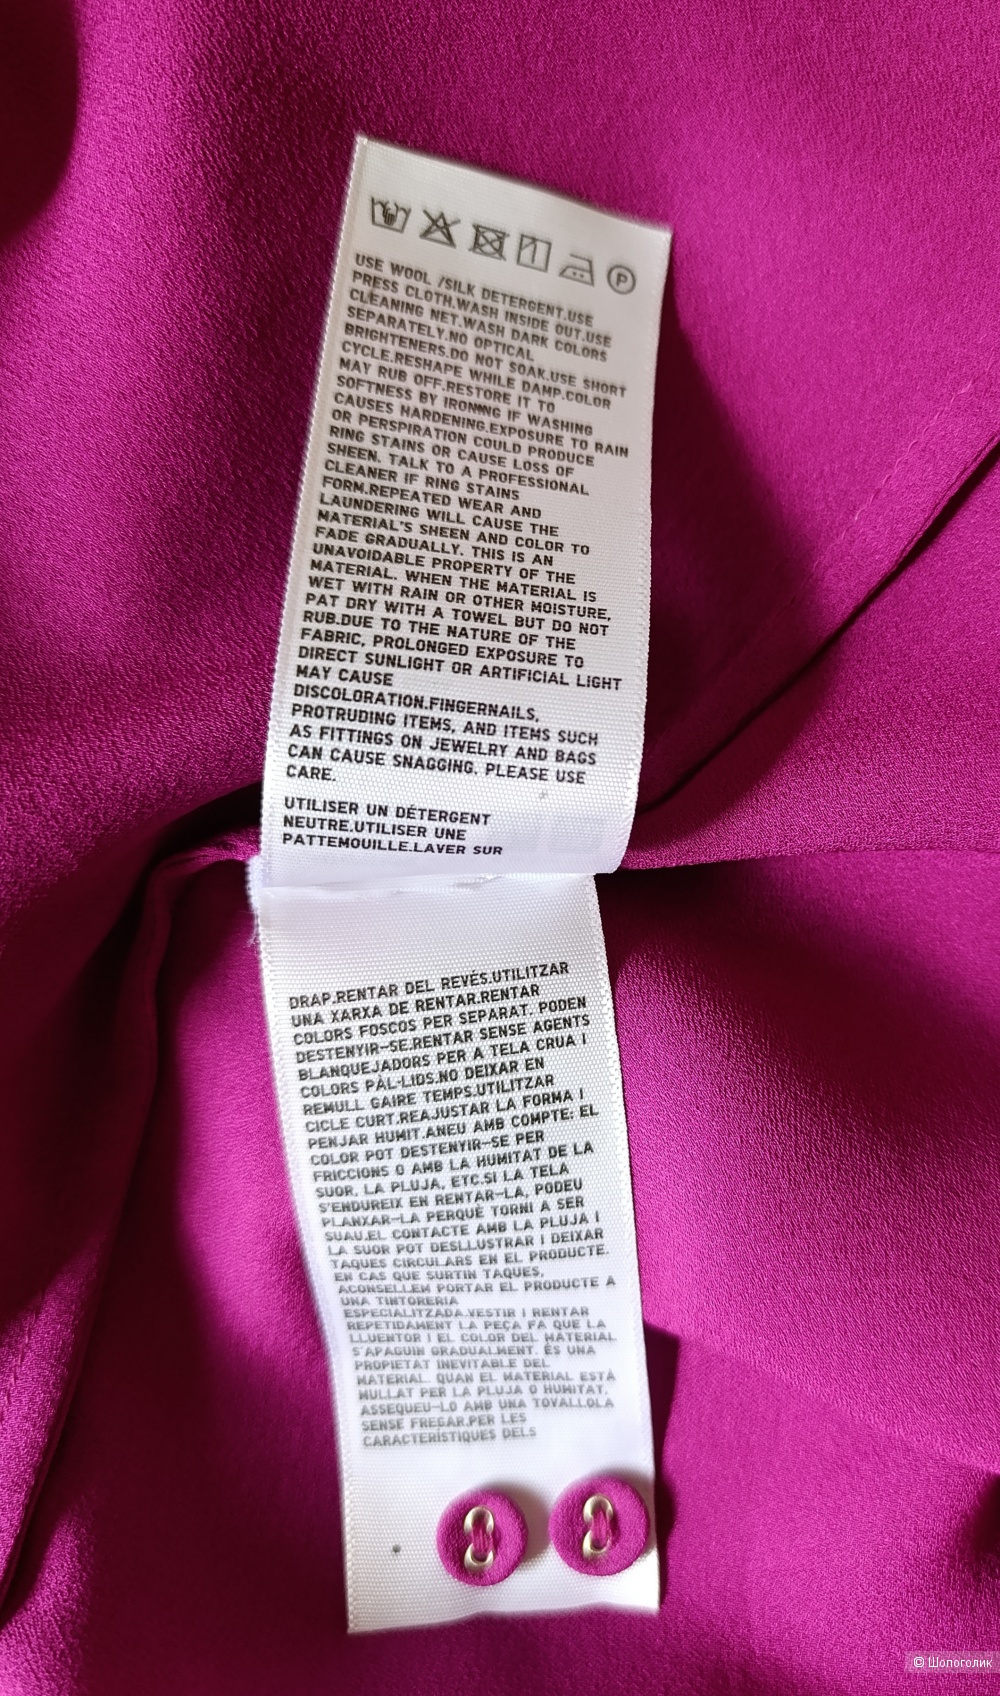 P
USE WOOL /SILK DETERGENT.USE
PRESS CLOTH.WASH INSIDE OUT.USE
CLEANING NET.WASH DARK COLORS
SEPARATELY.NO OPTICAL
BRIGHTENERS.DO NOT SOAK.USE SHORT
CYCLE.RESHAPE WHILE DAMP.COLOR
MAY RUB OFF.RESTORE IT TO
SOFTNESS BY IRONING IF WASHING
CAUSES HARDENING.EXPOSURE TO RAIN
OR PERSPIRATION COULD PRODUCE
RING STAINS OR CAUSE LOSS OF
SHEEN. TALK TO A PROFESSIONAL
CLEANER IF RING STAINS
FORM.REPEATED WEAR AND
LAUNDERING WILL CAUSE THE
MATERIAL'S SHEEN AND COLOR TO
FADE GRADUALLY. THIS IS AN
UNAVOIDABLE PROPERTY OF THE
MATERIAL. WHEN THE MATERIAL IS
WET WITH RAIN OR OTHER MOISTURE,
PAT DRY WITH A TOWEL BUT DO NOT
RUB.DUE TO THE NATURE OF THE
FABRIC, PROLONGED EXPOSURE TO
DIRECT SUNLIGHT OR ARTIFICIAL LIGHT
MAY CAUSE
DISCOLORATION.FINGERNAILS,
PROTRUDING ITEMS, AND ITEMS SUCH
AS FITTINGS ON JEWELRY AND BAGS
CAN CAUSE SNAGGING. PLEASE USE
CARE.
UTILISER UN DÉTERGENT
NEUTRE.UTILISER UNE
PATTEMOUILLE.LAVER SUR
DRAP.RENTAR DEL REVÉS.UTILITZAR
UNA XARXA DE RENTAR.RENTAR
COLORS FOSCOS PER SEPARAT. PODEN
DESTENYIR-SE.RENTAR SENSE AGENTS
BLANQUEJADORS PER A TELA CRUA I
COLORS PÀL·LIDS.NO DEIXAR EN
REMULL GAIRE TEMPS.UTILITZAR
CICLE CURT.REAJUSTAR LA FORMA I
PENJAR HUMIT.ANEU AMB COMPTE: EL
COLOR POT DESTENYIR-SE PER
FRICCIONS O AMB LA HUMITAT DE LA
SUOR, LA PLUJA, ETC.SI LA TELA
S'ENDUREIX EN RENTAR-LA, PODEU
PLANXAR-LA PERQUÈ TORNI A SER
SUAU.EL CONTACTE AMB LA PLUJA I
LA SUOR POT DESLLUSTRAR I DEIXAR
TAQUES CIRCULARS EN EL PRODUCTE.
EN CAS QUE SURTIN TAQUES,
ACONSELLEM PORTAR EL PRODUCTE A
UNA TINTORERIA
ESPECIALITZADA.VESTIR I RENTAR
REPETIDAMENT LA PEÇA FA QUE LA
LLUENTOR I EL COLOR DEL MATERIAL
S'APAGUIN GRADUALMENT. ÉS UNA
PROPIETAT INEVITABLE DEL
MATERIAL. QUAN EL MATERIAL ESTÀ
MULLAT PER LA PLUJA O HUMITAT,
ASSEQUEU-LO AMB UNA TOVALLOLA
SENSE FREGAR.PER LES
CARACTERÍSTIQUES DELS
© Шопоголик